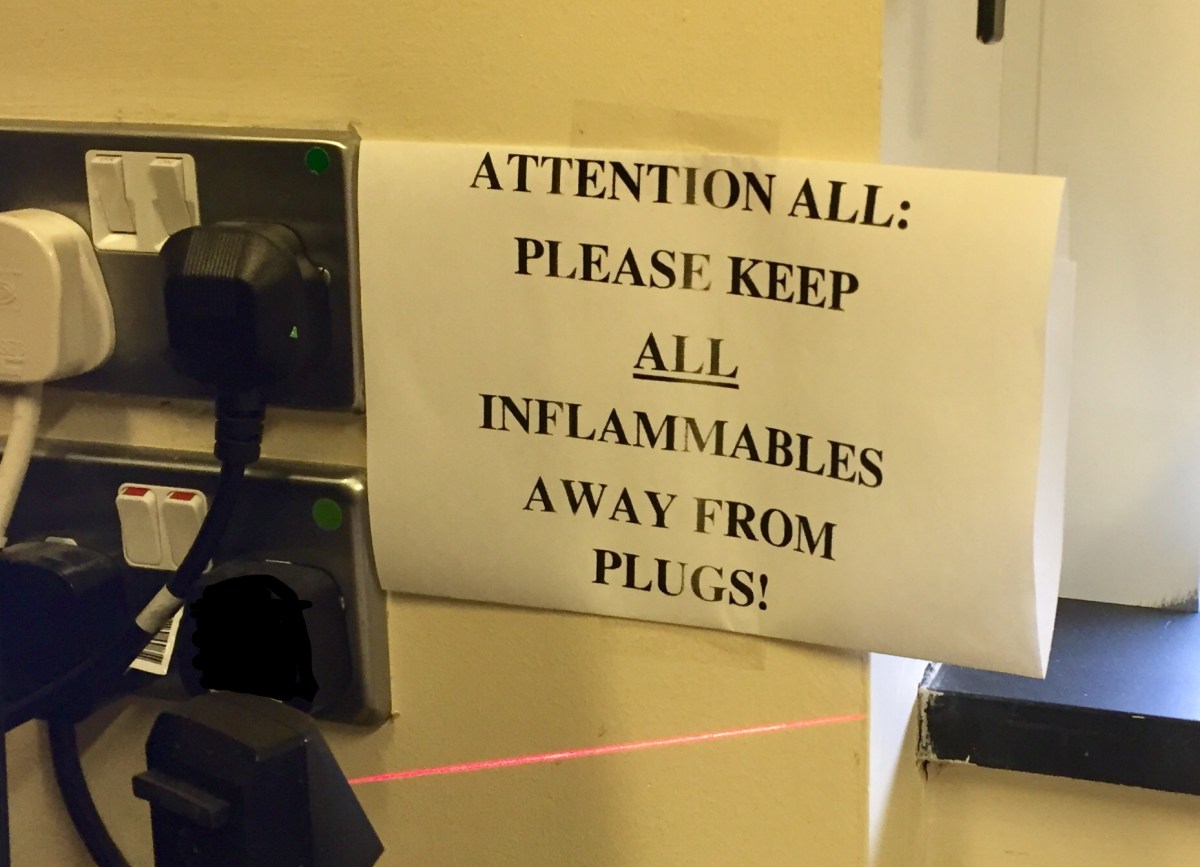 ATTENTION ALL:
PLEASE KEEP
ALL
INFLAMMABLES
AWAY FROM
PLUGS!